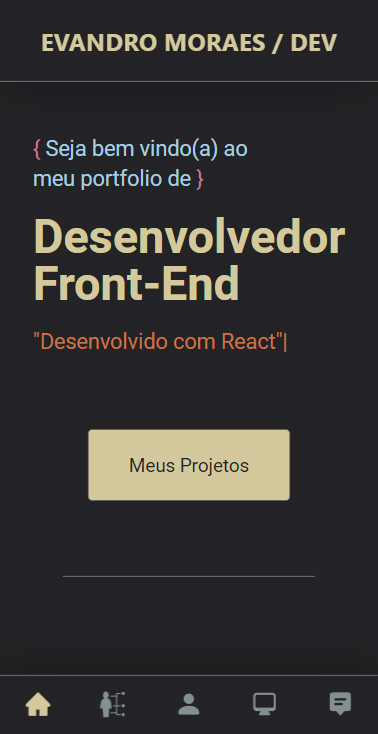 EVANDRO MORAES / DEV
{ Seja bem vindo(a) ao
meu portfolio de }
Desenvolvedor
Front-End
"Desenvolvido com React"|
Meus Projetos